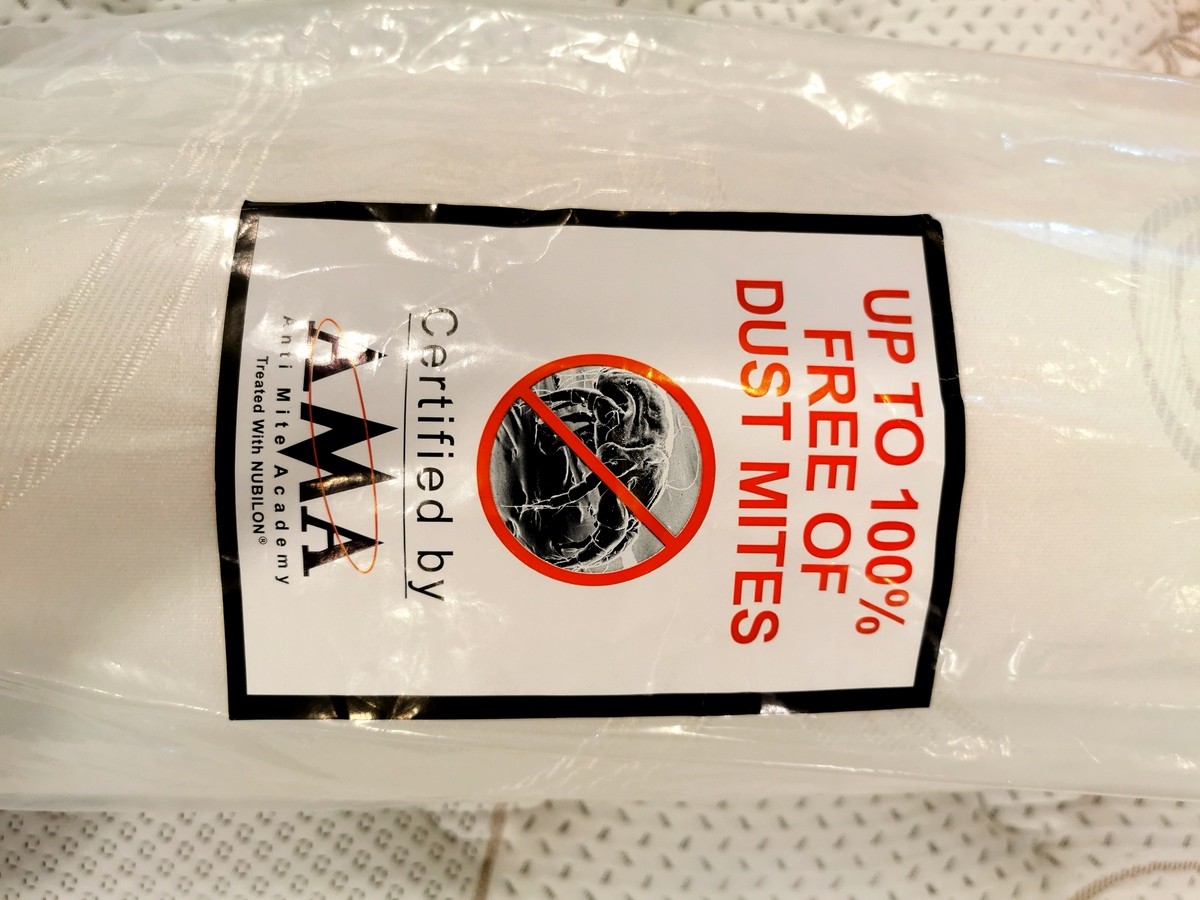 UP TO 100%
FREE OF
DUST MITES
Certified by
AMA
Anti Mite Academy
Treated With NUBILON®